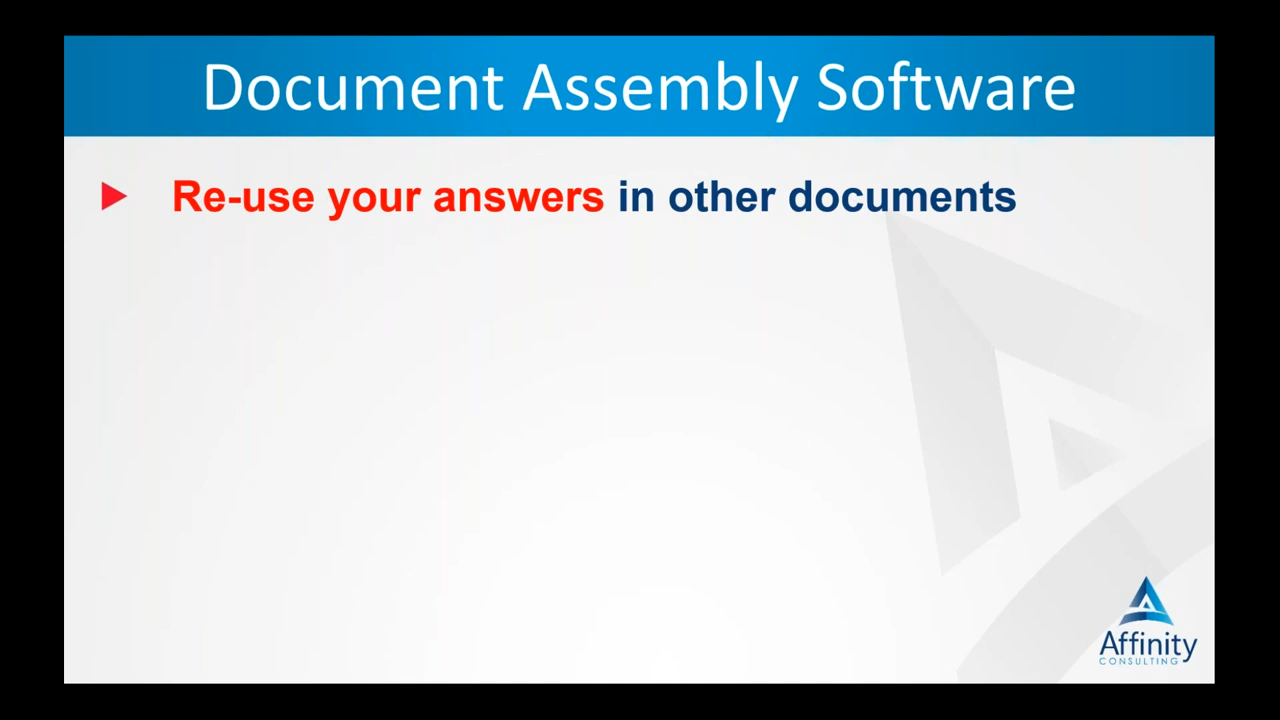 Document Assembly Software
Re-use your answers in other documents
Affinity
CONSULTING